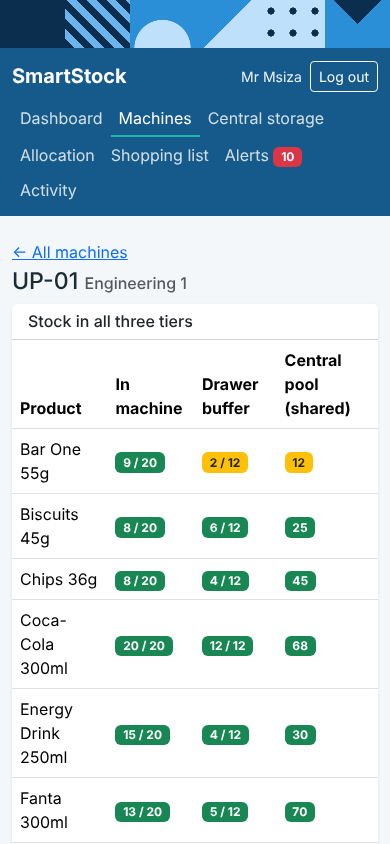 SmartStock
Mr Msiza
Log out
Dashboard Machines Central storage
Allocation Shopping list Alerts 10
Activity
← All machines
UP-01 Engineering 1
Stock in all three tiers
Product In machine Drawer buffer Central pool (shared)
Bar One 55g 9 / 20 2 / 12 12
Biscuits 45g 8 / 20 6 / 12 25
Chips 36g 8 / 20 4 / 12 45
Coca-Cola 300ml 20 / 20 12 / 12 68
Energy Drink 250ml 15 / 20 4 / 12 30
Fanta 300ml 13 / 20 5 / 12 70